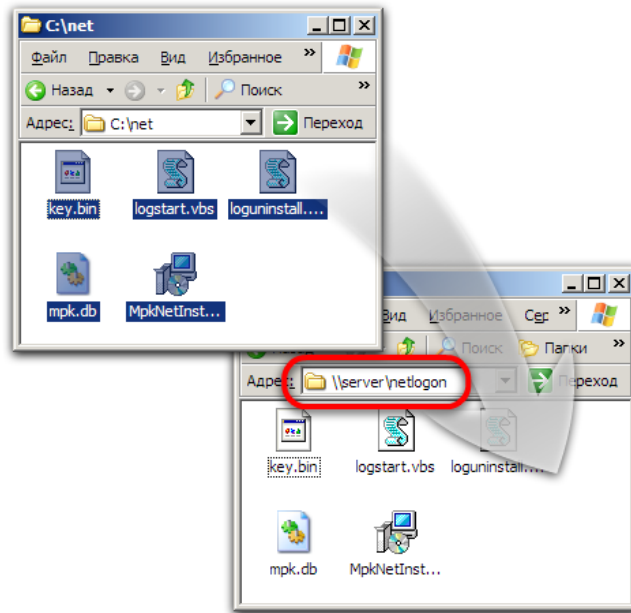 C:\net
Файл Правка Вид Избранное »
Назад Поиск »
Адрес: C:\net Переход
key.bin logstart.vbs loguninstall....
mpk.db MpkNetInst...
Вид Избранное Сер »
Поиск Папки »
Адрес: \\server\netlogon Переход
key.bin logstart.vbs loguninstall....
mpk.db MpkNetInst...